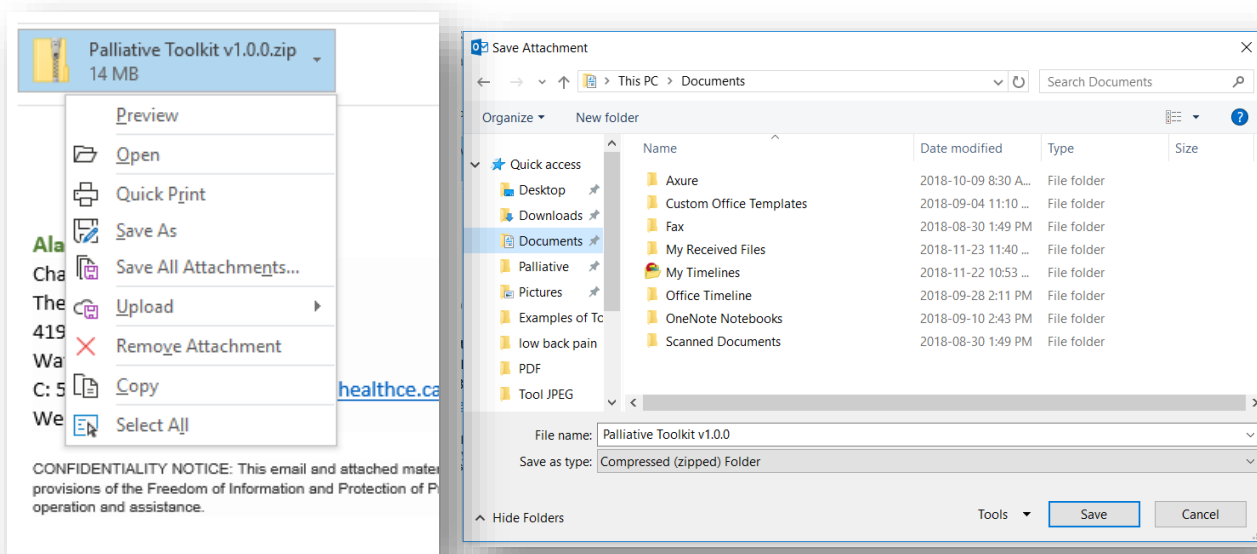 Palliative Toolkit v1.0.0.zip
14 MB
Preview
Open
Quick Print
Save As
Save All Attachments...
Upload
Remove Attachment
Copy
Select All
Ala
Cha
The
419
Wa
C: 5
healthce.ca
We
CONFIDENTIALITY NOTICE: This email and attached mater
provisions of the Freedom of Information and Protection of P
operation and assistance.
Save Attachment
This PC > Documents
Search Documents
Organize
New folder
Name Date modified Type Size
Quick access
Desktop
Downloads
Documents
Palliative
Pictures
Examples of To
low back pain
PDF
Tool JPEG
Axure 2018-10-09 8:30 A... File folder
Custom Office Templates 2018-09-04 11:10 ... File folder
Fax 2018-08-30 1:49 PM File folder
My Received Files 2018-11-23 11:40 ... File folder
My Timelines 2018-11-22 10:53 ... File folder
Office Timeline 2018-09-28 2:11 PM File folder
OneNote Notebooks 2018-09-10 2:43 PM File folder
Scanned Documents 2018-08-30 1:49 PM File folder
File name: Palliative Toolkit v1.0.0
Save as type: Compressed (zipped) Folder
Hide Folders
Tools
Save
Cancel